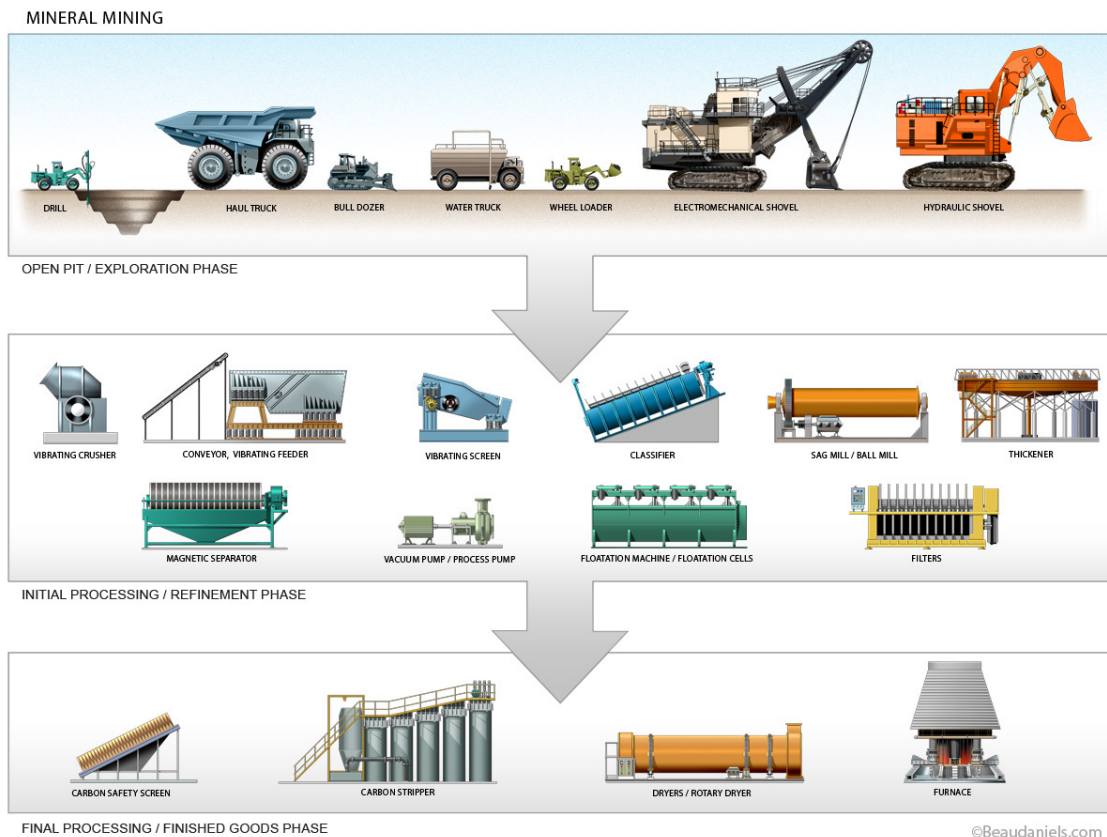 MINERAL MINING
DRILL
HAUL TRUCK
BULL DOZER
WATER TRUCK
WHEEL LOADER
ELECTROMECHANICAL SHOVEL
HYDRAULIC SHOVEL
OPEN PIT / EXPLORATION PHASE
VIBRATING CRUSHER
CONVEYOR, VIBRATING FEEDER
VIBRATING SCREEN
CLASSIFIER
SAG MILL / BALL MILL
THICKENER
MAGNETIC SEPARATOR
VACUUM PUMP / PROCESS PUMP
FLOATATION MACHINE / FLOATATION CELLS
FILTERS
INITIAL PROCESSING / REFINEMENT PHASE
CARBON SAFETY SCREEN
CARBON STRIPPER
DRYERS / ROTARY DRYER
FURNACE
FINAL PROCESSING / FINISHED GOODS PHASE
©Beaudaniels.com